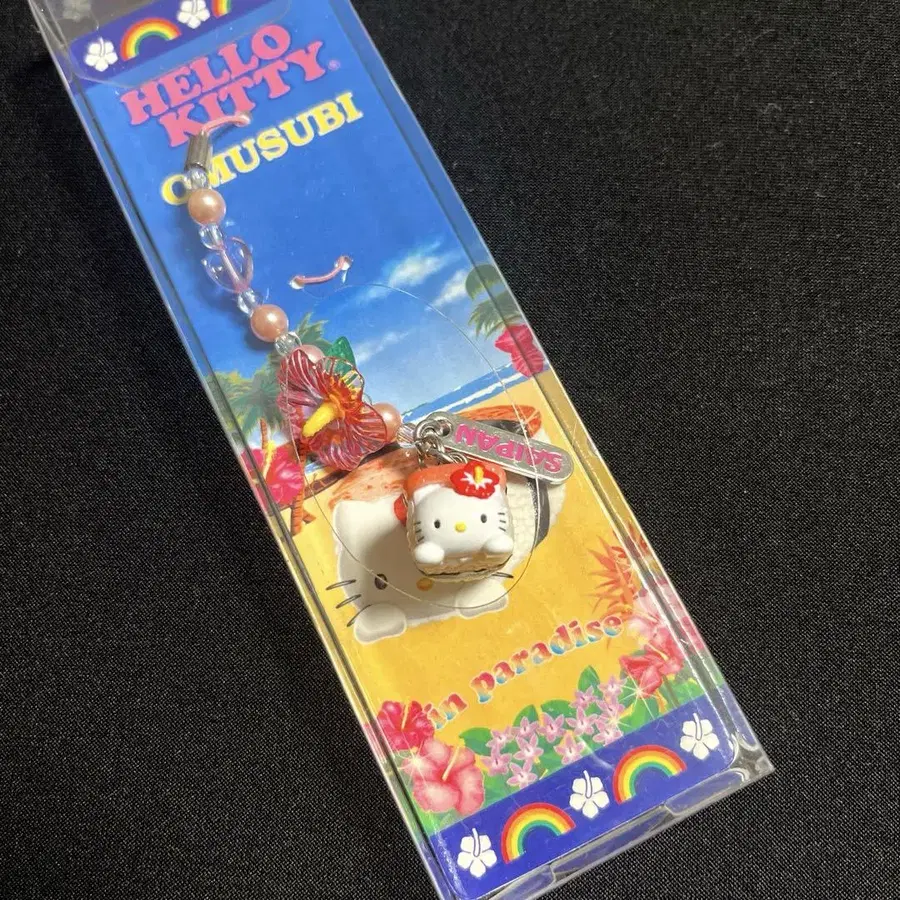 HELLO
KITTY®
OMUSUBI
SAIPAN
in paradise